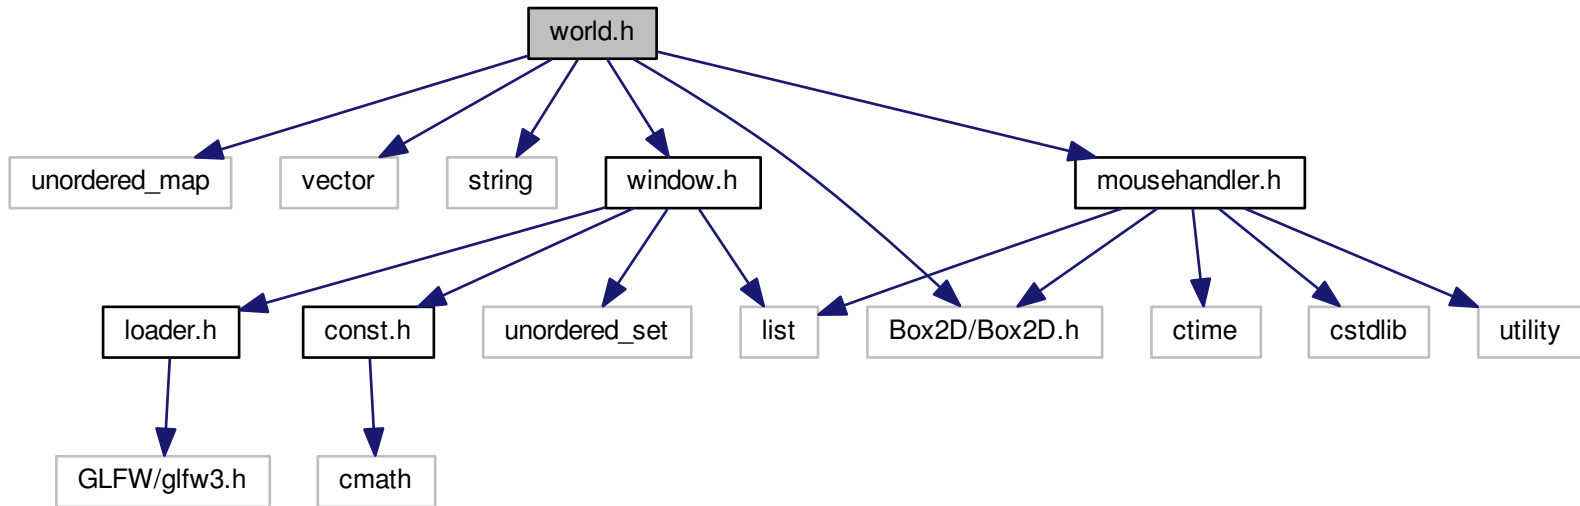 world.h
unordered_map
vector
string
window.h
mousehandler.h
loader.h
const.h
unordered_set
list
Box2D/Box2D.h
ctime
cstdlib
utility
GLFW/glfw3.h
cmath